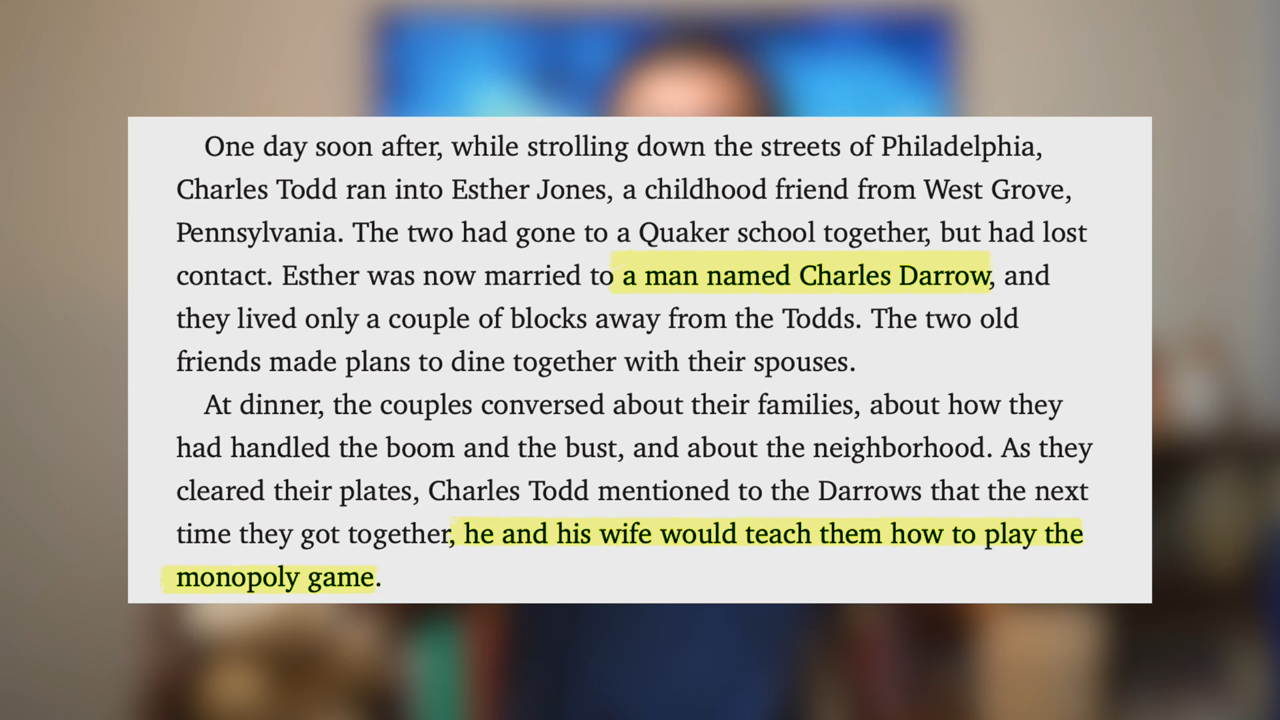 One day soon after, while strolling down the streets of Philadelphia,
Charles Todd ran into Esther Jones, a childhood friend from West Grove,
Pennsylvania. The two had gone to a Quaker school together, but had lost
contact. Esther was now married to a man named Charles Darrow, and
they lived only a couple of blocks away from the Todds. The two old
friends made plans to dine together with their spouses.
At dinner, the couples conversed about their families, about how they
had handled the boom and the bust, and about the neighborhood. As they
cleared their plates, Charles Todd mentioned to the Darrows that the next
time they got together, he and his wife would teach them how to play the
monopoly game.